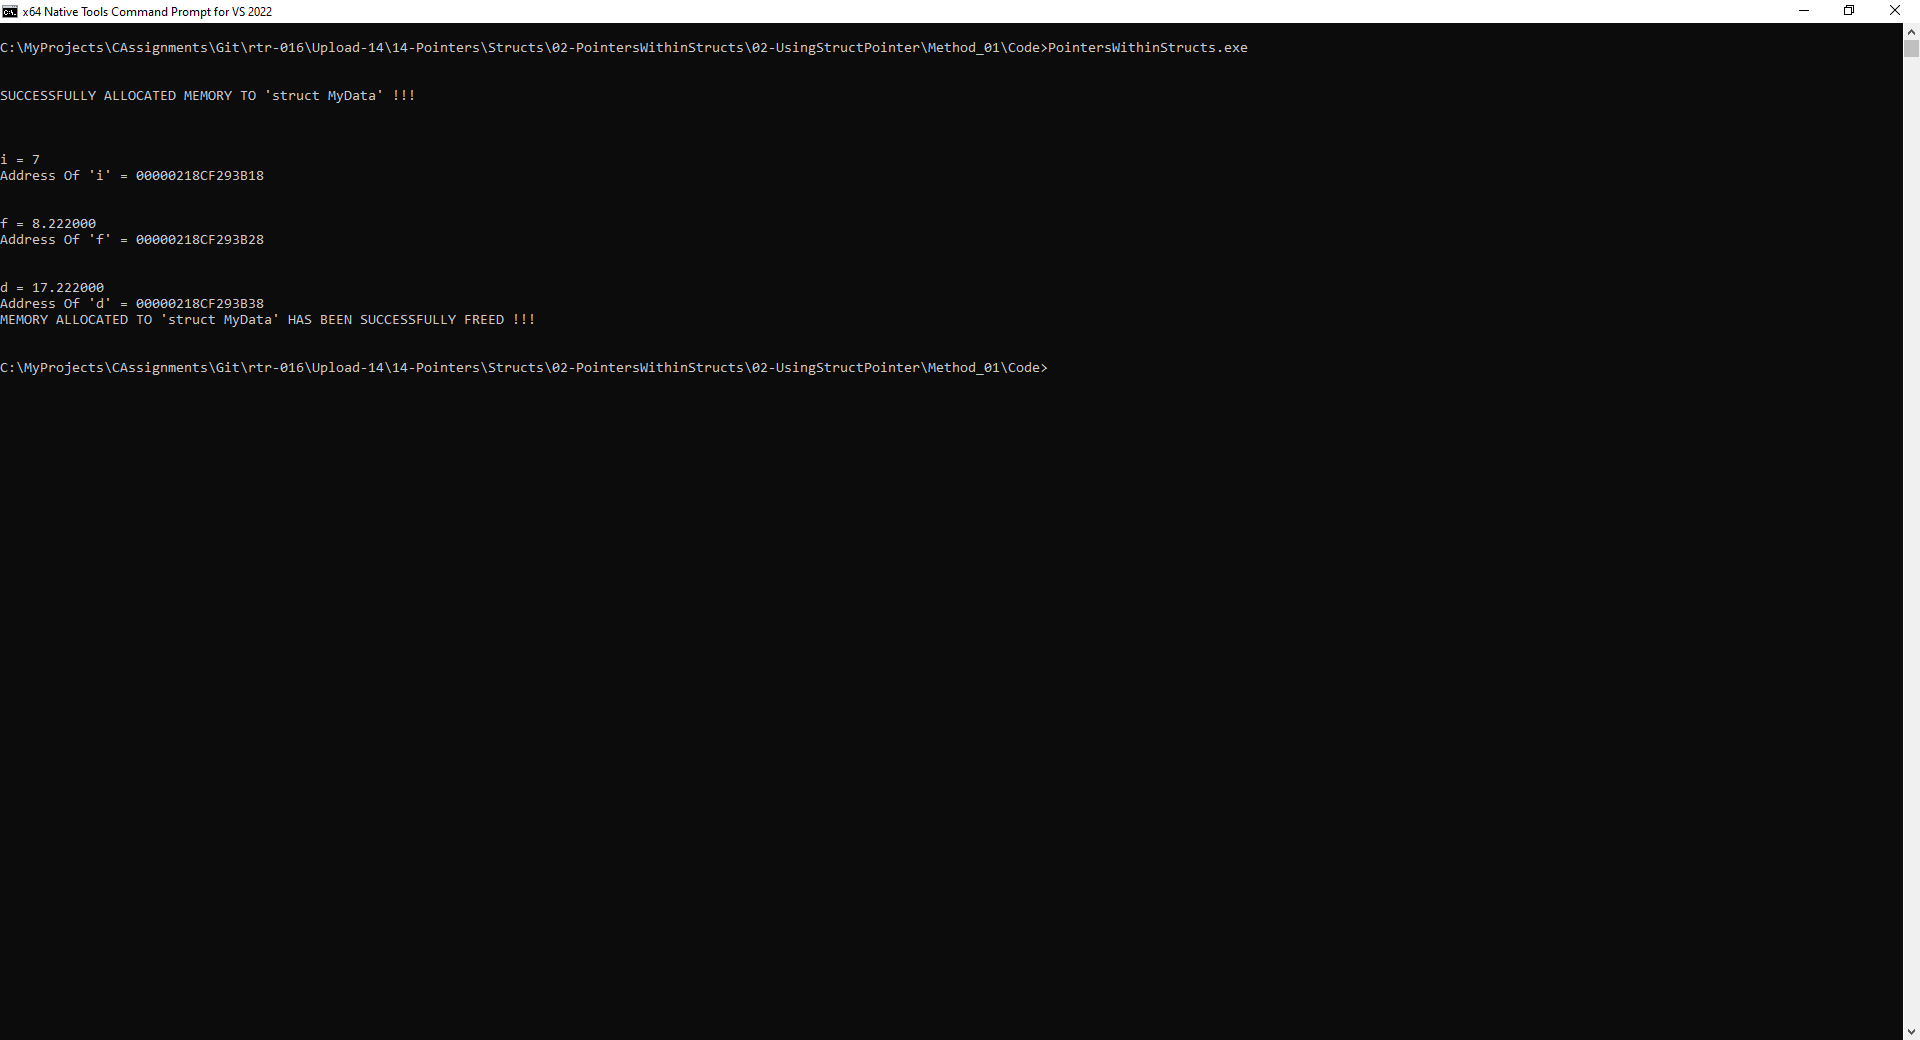 x64 Native Tools Command Prompt for VS 2022
C:\MyProjects\CAssignments\Git\rtr-016\Upload-14\14-Pointers\Structs\02-PointersWithinStructs\02-UsingStructPointer\Method_01\Code>PointersWithinStructs.exe
SUCCESSFULLY ALLOCATED MEMORY TO 'struct MyData' !!!
i = 7
Address Of 'i' = 00000218CF293B18
f = 8.222000
Address Of 'f' = 00000218CF293B28
d = 17.222000
Address Of 'd' = 00000218CF293B38
MEMORY ALLOCATED TO 'struct MyData' HAS BEEN SUCCESSFULLY FREED !!!
C:\MyProjects\CAssignments\Git\rtr-016\Upload-14\14-Pointers\Structs\02-PointersWithinStructs\02-UsingStructPointer\Method_01\Code>